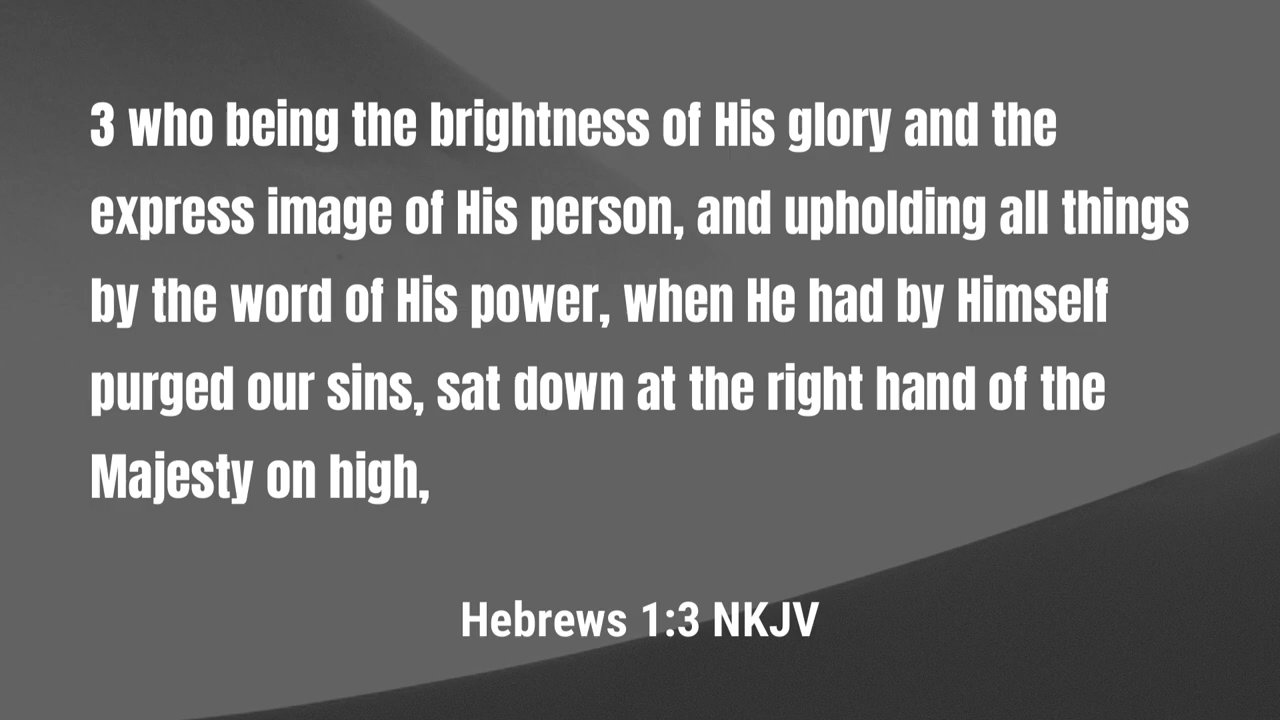 3 who being the brightness of His glory and the
express image of His person, and upholding all things
by the word of His power, when He had by Himself
purged our sins, sat down at the right hand of the
Majesty on high,
Hebrews 1:3 NKJV